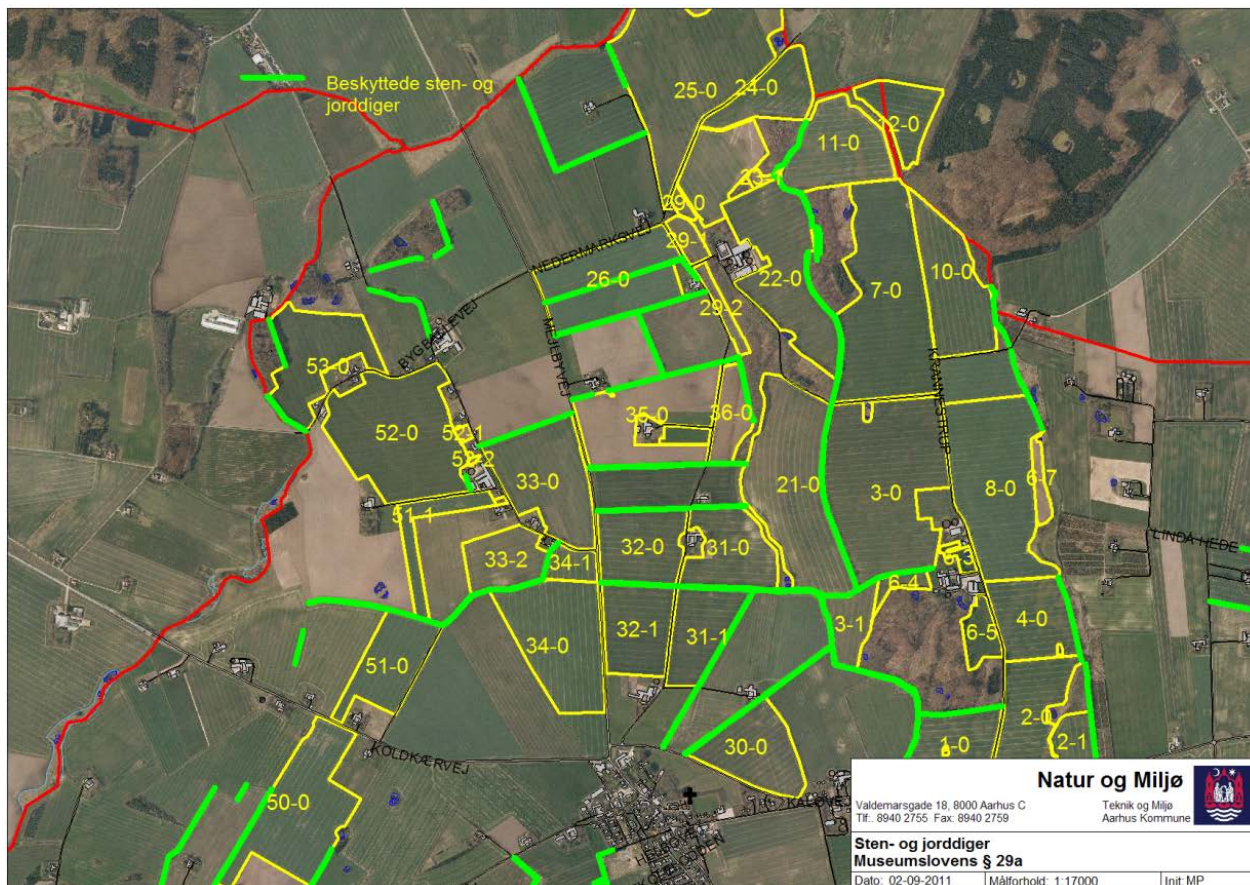 Beskyttede sten- og
jorddiger
25-0
24-0
12-0
11-0
29-0
NEDERMARKSVEJ
29-1
10-0
26-0
22-0
7-0
29-2
BYGBALLEVEJ
53-0
35-0
36-0
52-0
52-1
52-2
33-0
21-0
3-0
8-0
6-7
51-1
LINDA HEDE
32-0
31-0
33-2
34-1
6-4
4-0
3-1
32-1
31-1
6-5
34-0
51-0
2-0
2-1
1-0
30-0
KOLDKÆRVEJ
50-0
KALØVEJ
Natur og Miljø
Valdemarsgade 18, 8000 Aarhus C
Tlf.. 8940 2755 Fax: 8940 2759
Teknik og Miljø
Aarhus Kommune
Sten- og jorddiger
Museumslovens § 29a
Dato: 02-09-2011
Målforhold: 1:17000
Init: MP